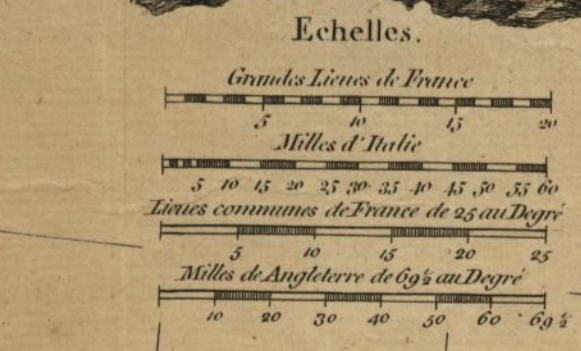 Echelles.
Grandes Lieues de France
5 10 15 20
Milles d'Italie
5 10 15 20 25 30 35 40 45 50 55 60
Lieues communes de France de 25 au Degré
5 10 15 20 25
Milles de Angleterre de 69½ au Degré
10 20 30 40 50 60 69½